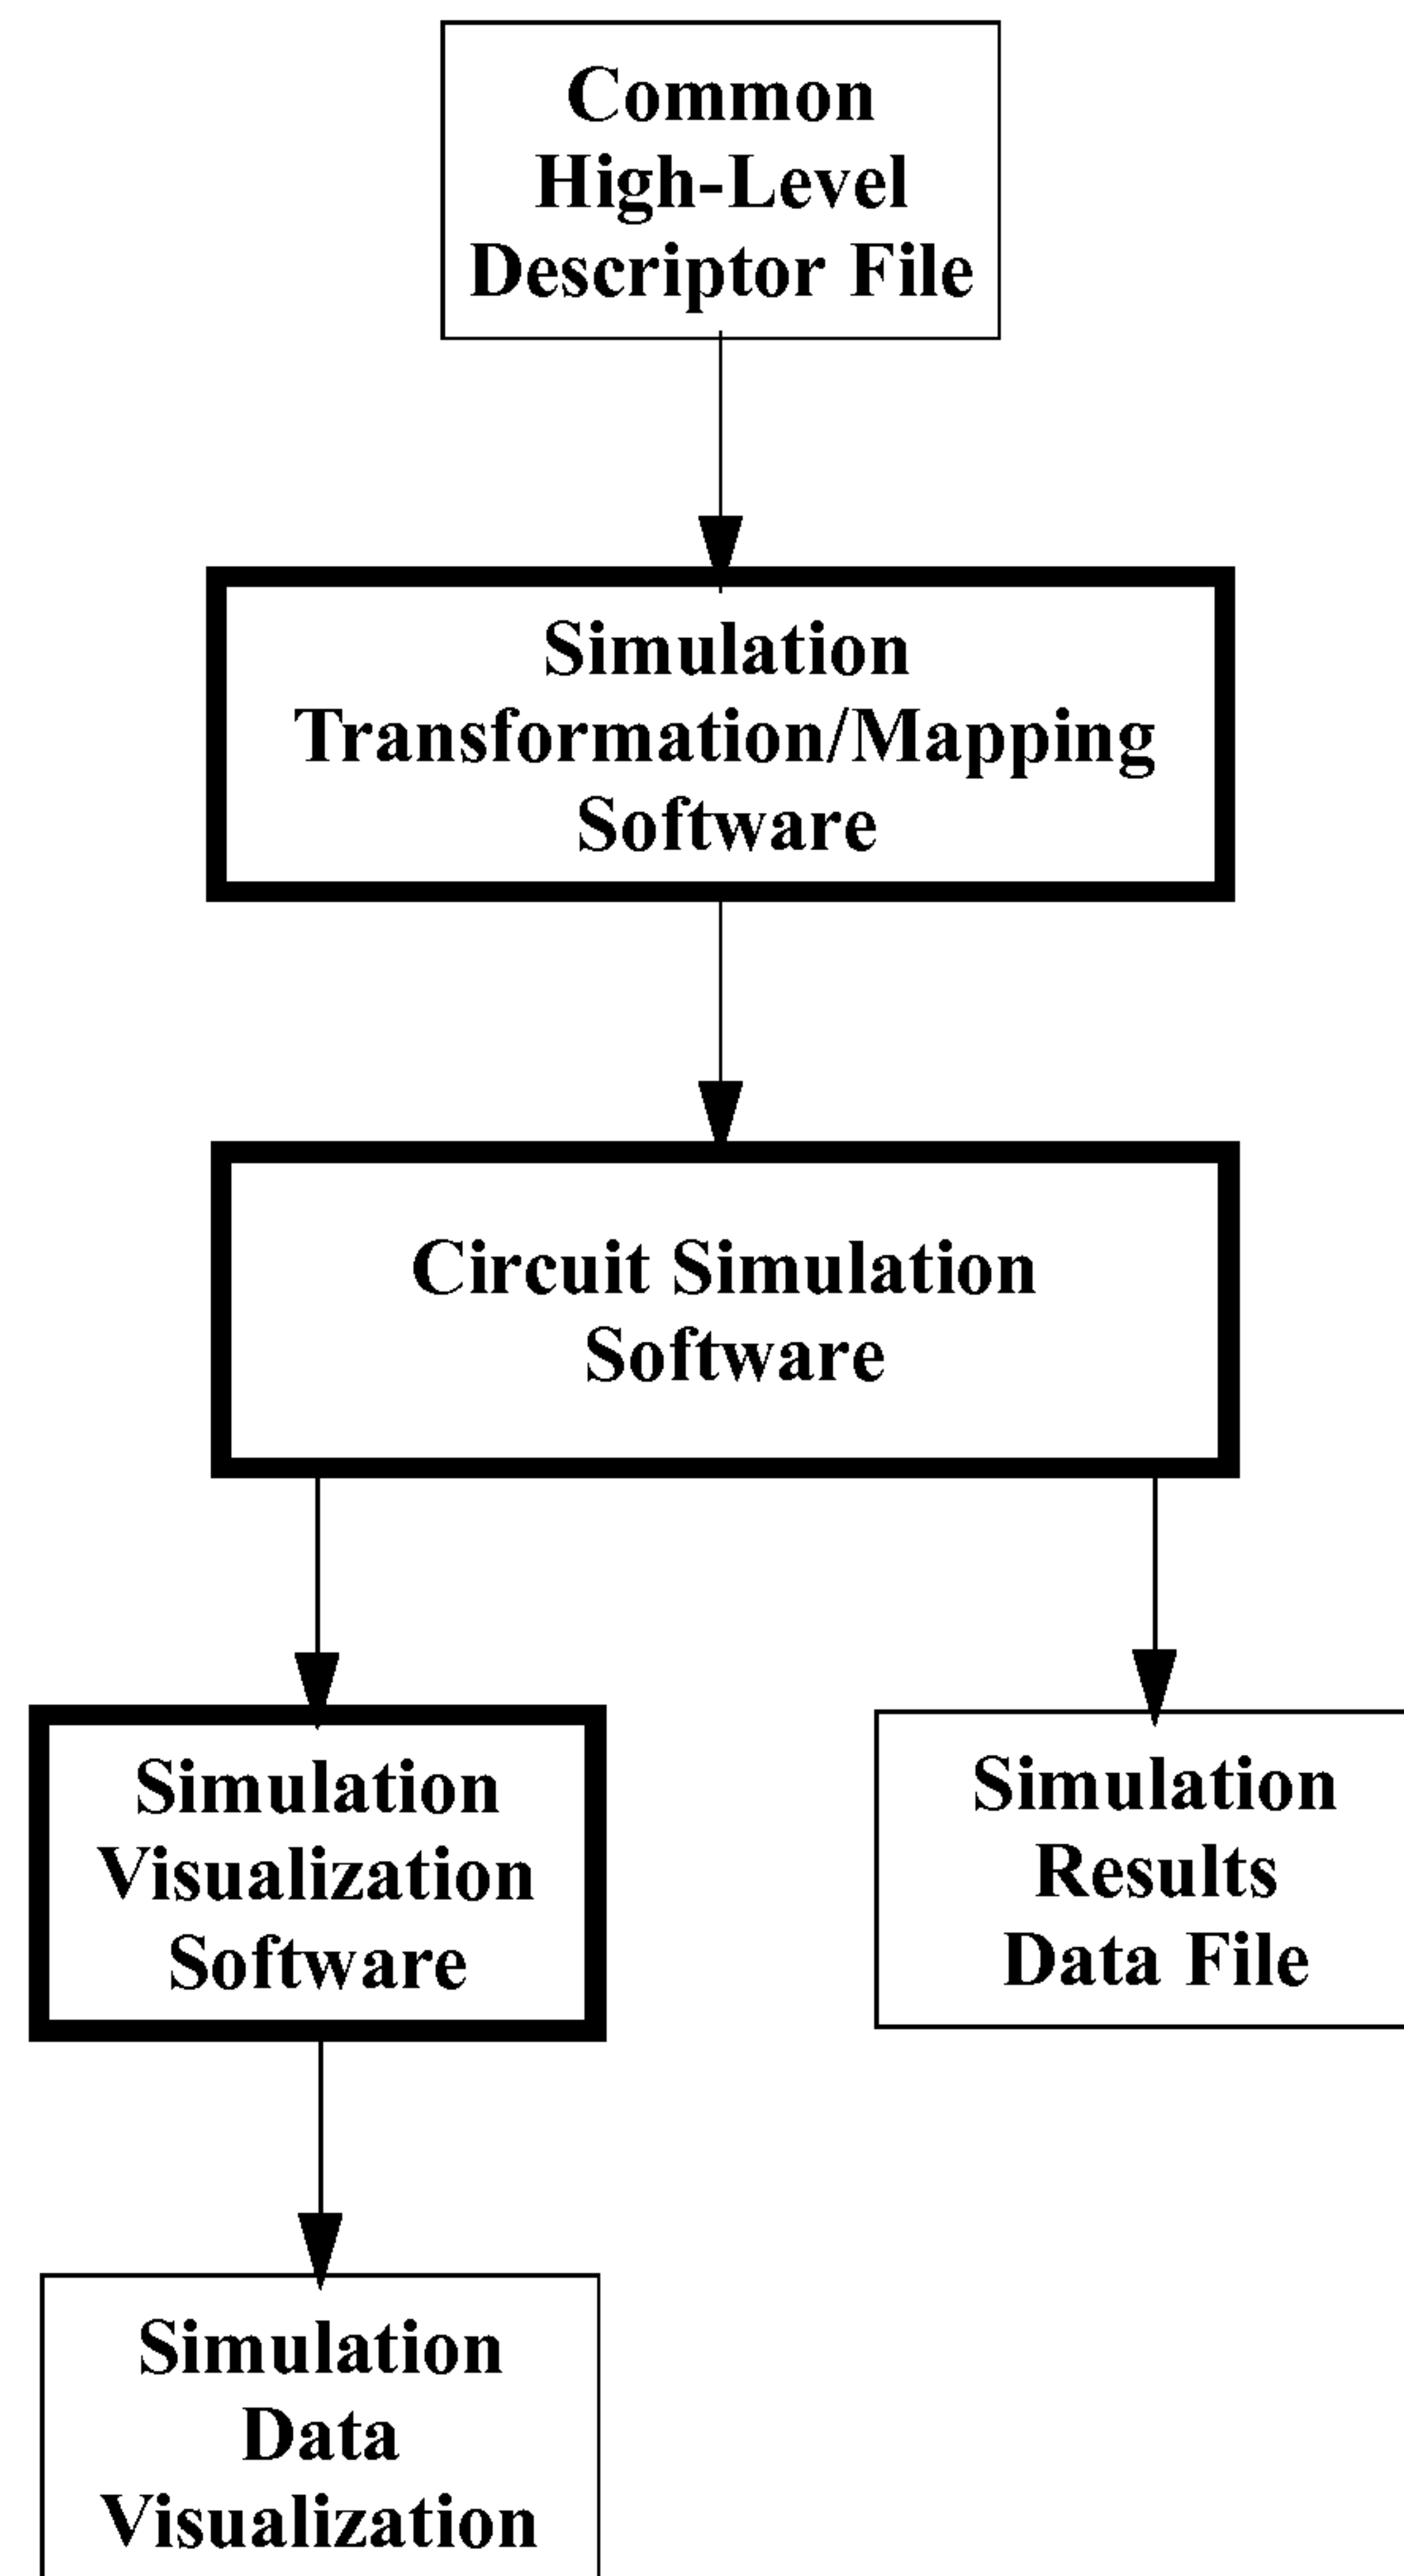 Common
High-Level
Descriptor File
Simulation
Transformation/Mapping
Software
Circuit Simulation
Software
Simulation
Visualization
Software
Simulation
Results
Data File
Simulation
Data
Visualization